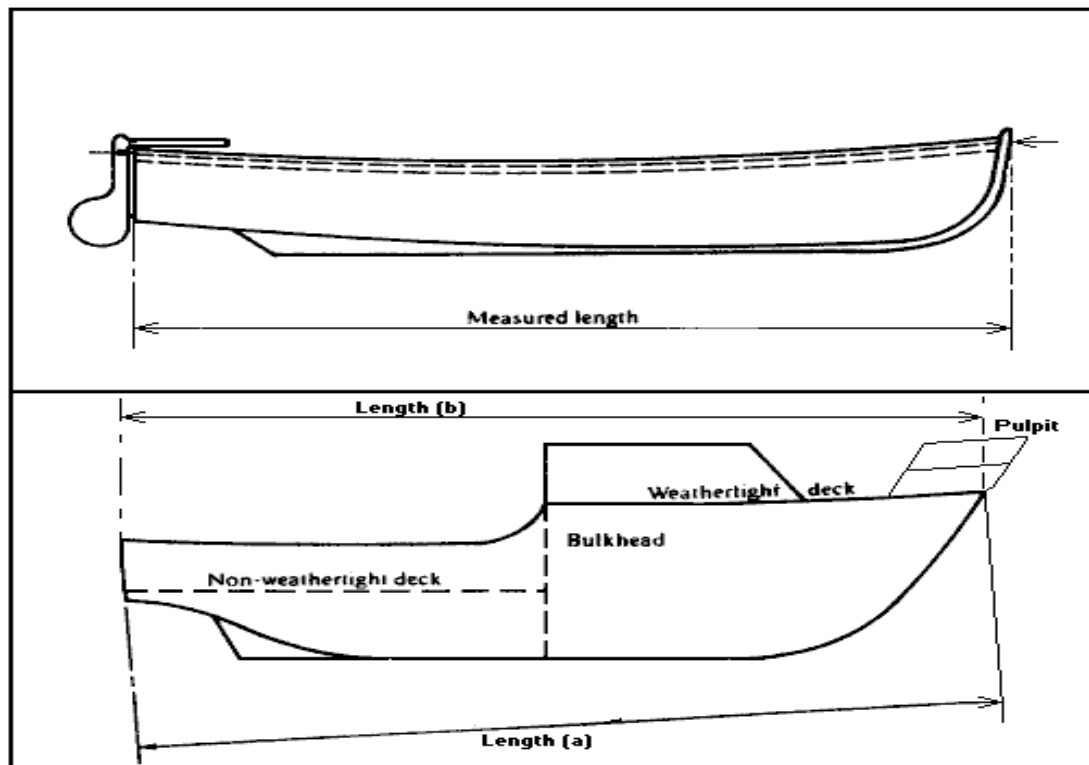 Measured length
Length (b)
Pulpit
Weathertight deck
Bulkhead
Non-weathertight deck
Length (a)